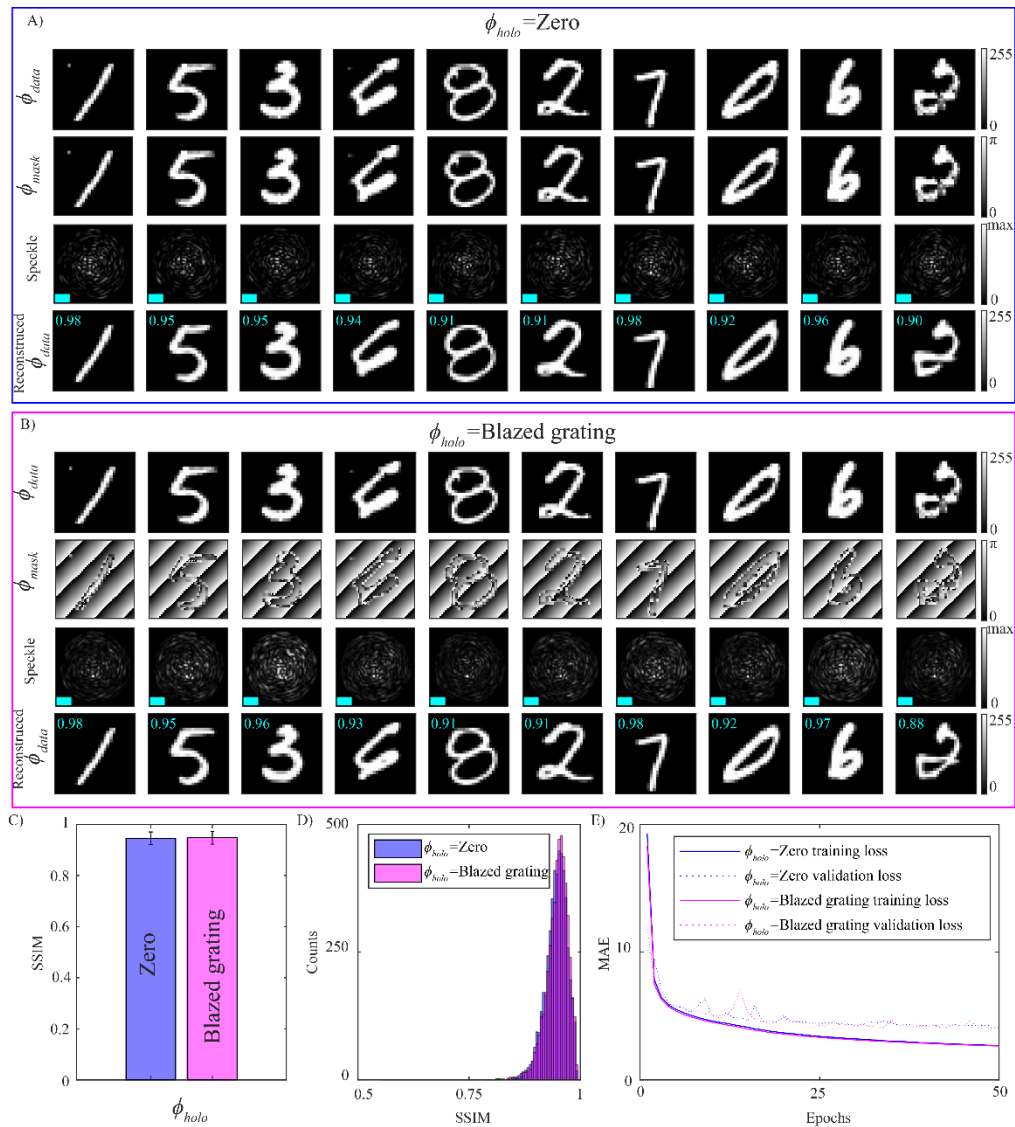 A)
ϕholo=Zero
ϕdata
255
0
ϕmask
π
0
Speckle
max
0
Reconstruced
ϕdata
0.98 0.95 0.95 0.94 0.91 0.91 0.98 0.92 0.96 0.90
255
0
B)
ϕholo=Blazed grating
ϕdata
255
0
ϕmask
π
0
Speckle
max
0
Reconstruced
ϕdata
0.98 0.95 0.96 0.93 0.91 0.91 0.98 0.92 0.97 0.88
255
0
C)
1
0.8
0.6
0.4
0.2
0
SSIM
Zero
Blazed grating
ϕholo
D)
500
250
0
Counts
ϕholo=Zero
ϕholo=Blazed grating
0.5 0.75 1
SSIM
E)
20
10
0
MAE
ϕholo=Zero training loss
ϕholo=Zero validation loss
ϕholo=Blazed grating training loss
ϕholo=Blazed grating validation loss
25 50
Epochs